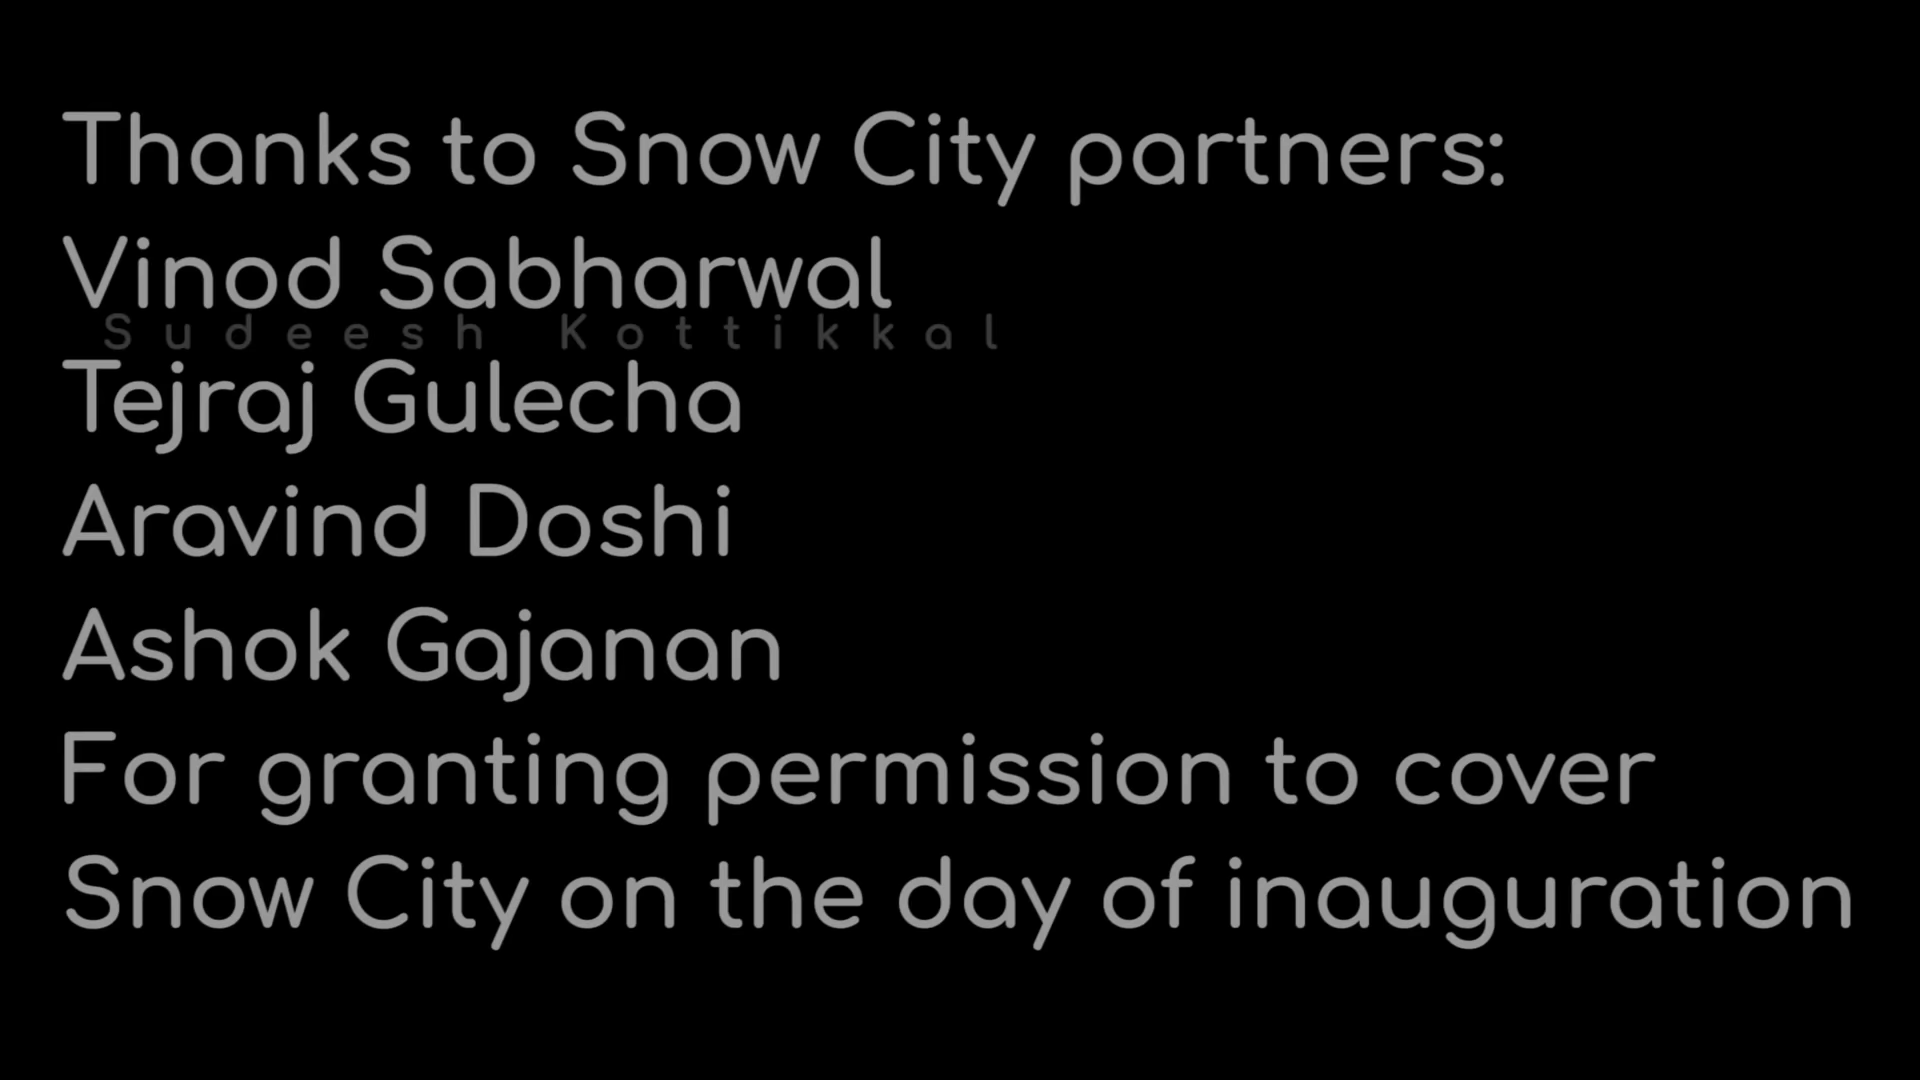 Thanks to Snow City partners:
Vinod Sabharwal
Sudeesh Kottikkal
Tejraj Gulecha
Aravind Doshi
Ashok Gajanan
For granting permission to cover
Snow City on the day of inauguration